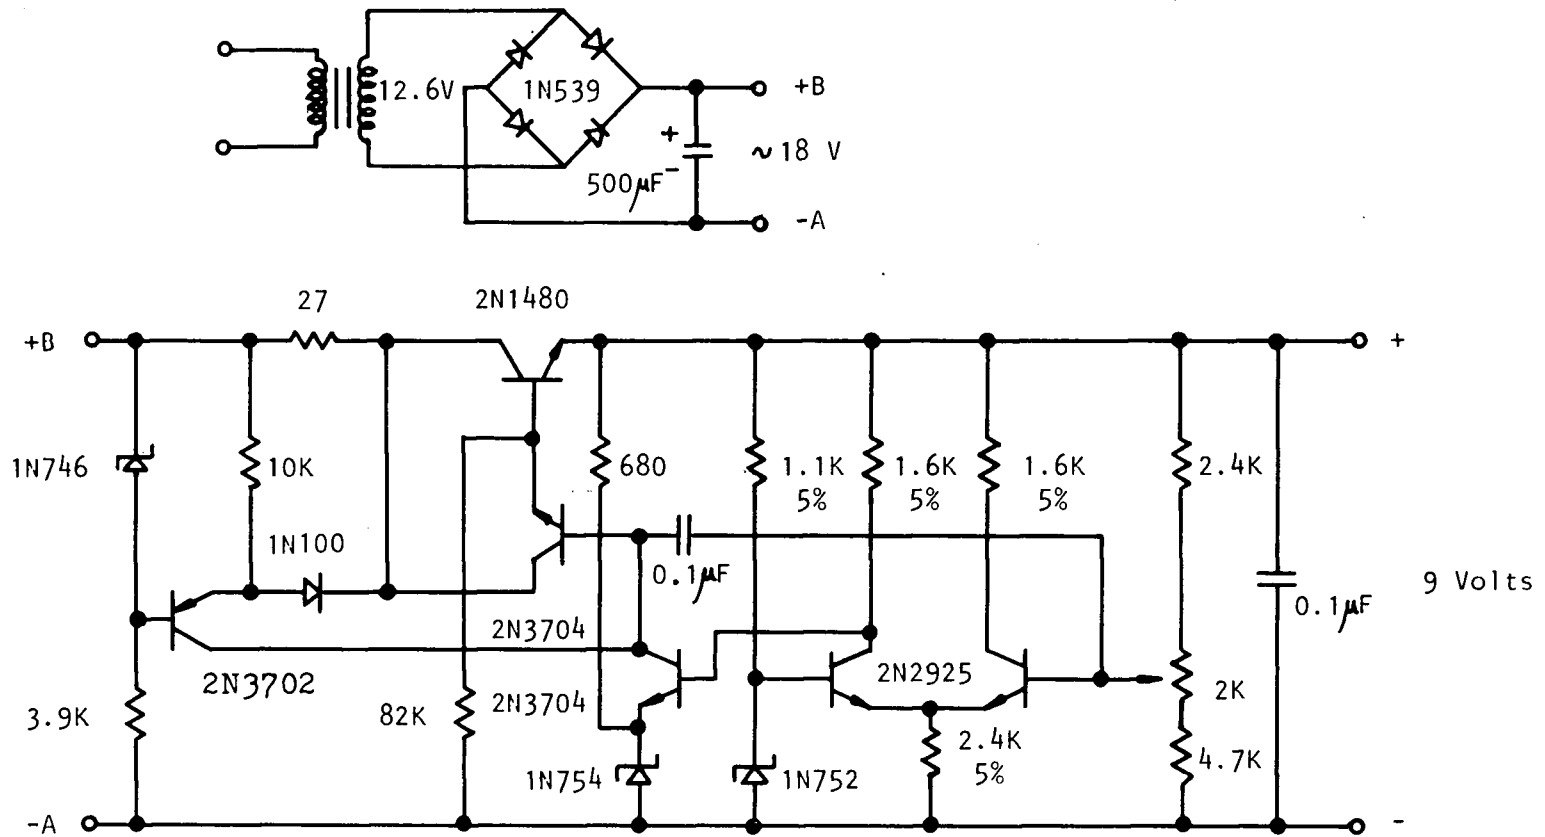 12.6V
1N539
+B
+
~18 V
500µF
-
-A
27
2N1480
+B
+
1N746
10K
680
1.1K
5%
1.6K
5%
1.6K
5%
2.4K
1N100
0.1µF
9 Volts
0.1µF
2N3704
2N3702
2N2925
2K
3.9K
82K
2N3704
2.4K
5%
4.7K
1N754
1N752
-A
-